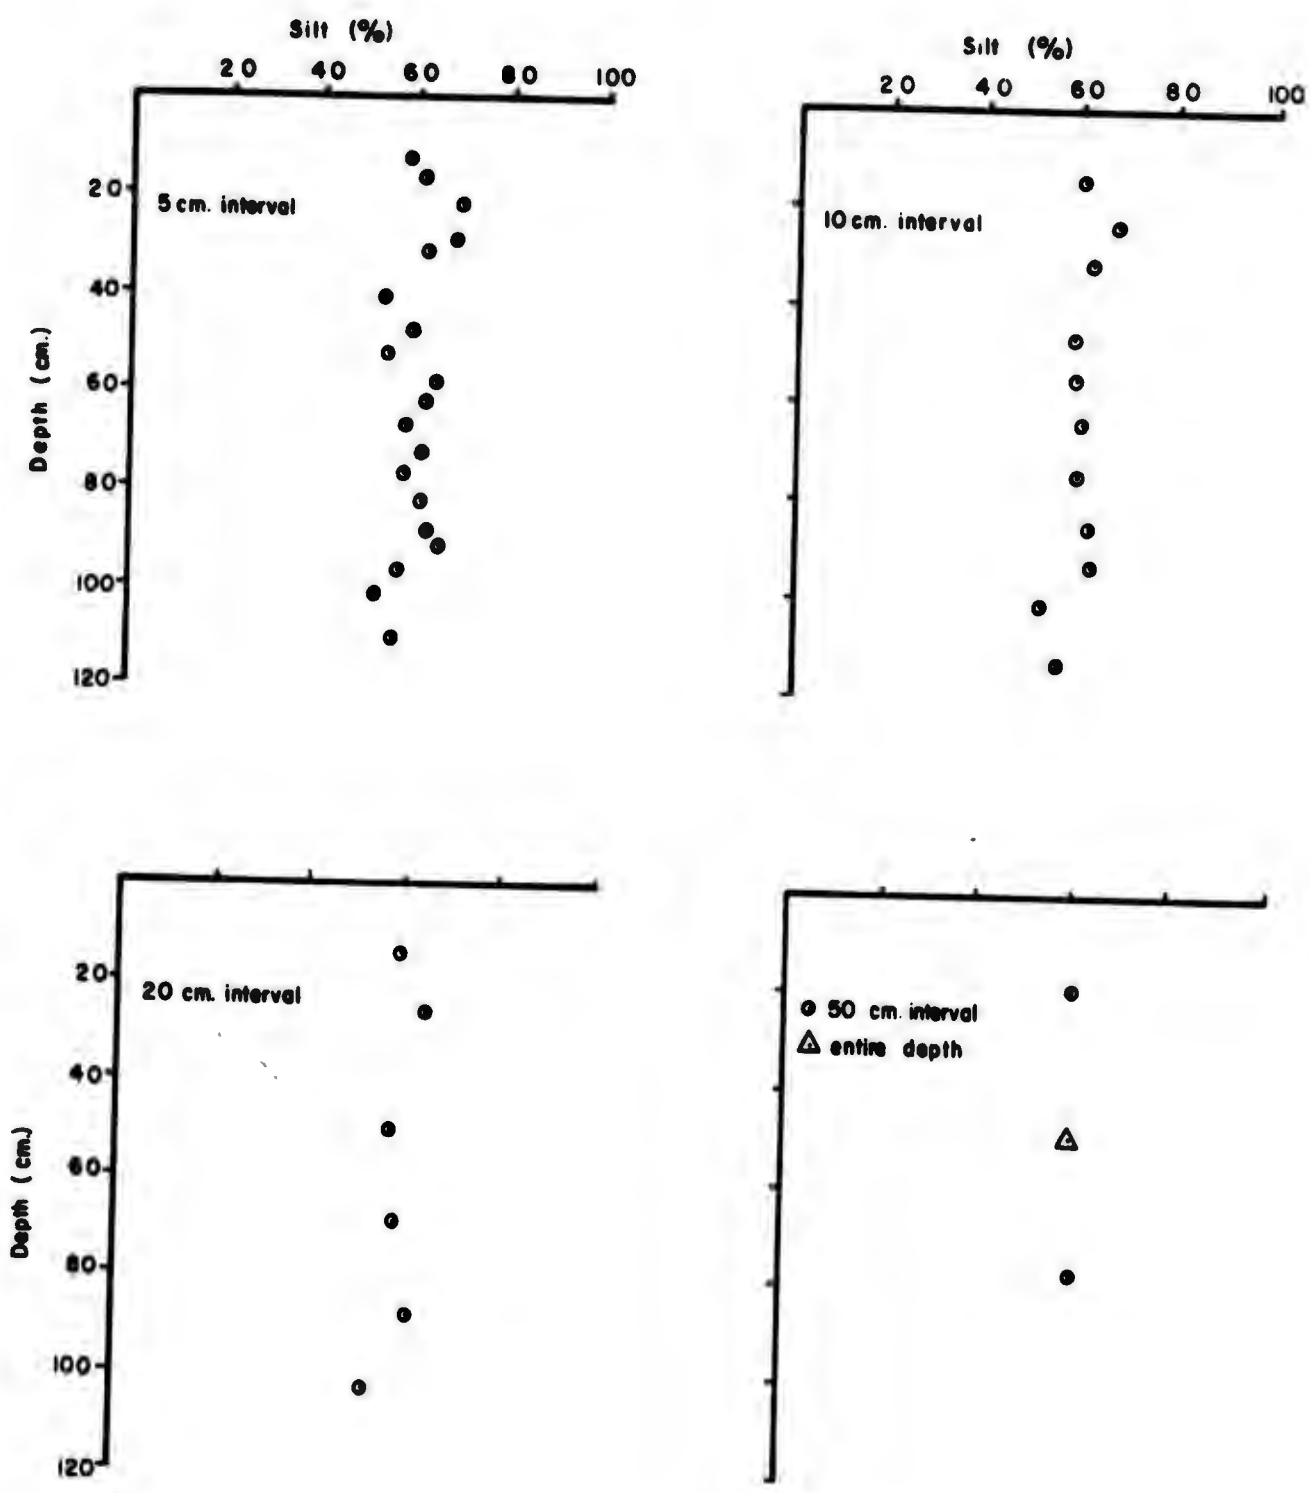 Silt (%)
20 40 60 80 100
20
40
60
80
100
120
Depth (cm.)
5 cm. interval
Silt (%)
20 40 60 80 100
10 cm. interval
20
40
60
80
100
120
Depth (cm.)
20 cm. interval
50 cm. interval
entire depth